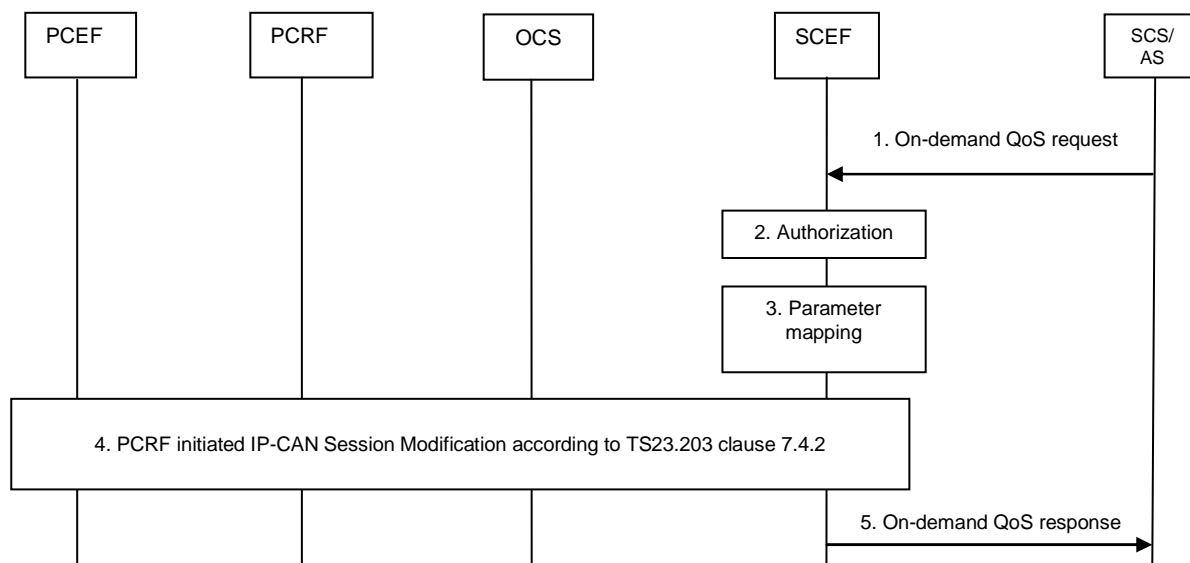 PCEF
PCRF
OCS
SCEF
SCS/
AS
1. On-demand QoS request
2. Authorization
3. Parameter
mapping
4. PCRF initiated IP-CAN Session Modification according to TS23.203 clause 7.4.2
5. On-demand QoS response